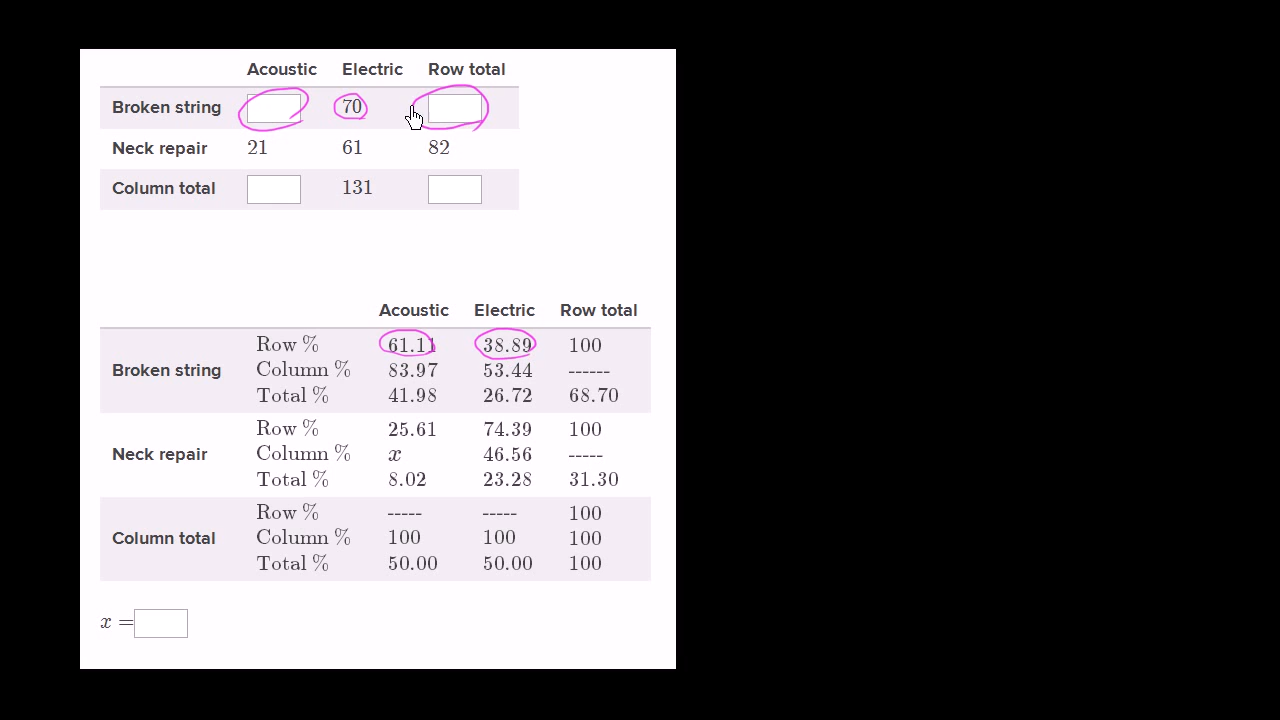 Acoustic Electric Row total
Broken string 70
Neck repair 21 61 82
Column total 131
Acoustic Electric Row total
Row % 61.11 38.89 100
Broken string Column % 83.97 53.44 ------
Total % 41.98 26.72 68.70
Row % 25.61 74.39 100
Neck repair Column % x 46.56 -----
Total % 8.02 23.28 31.30
Row % ----- ----- 100
Column total Column % 100 100 100
Total % 50.00 50.00 100
x =